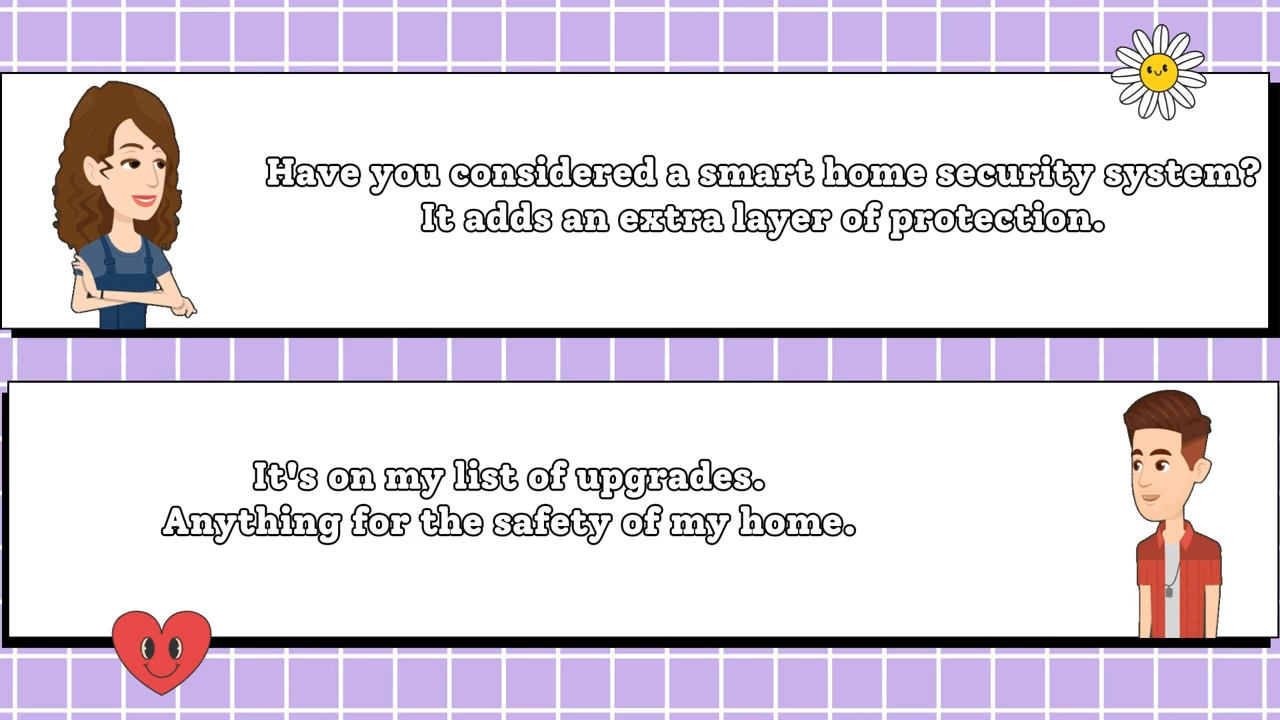 Have you considered a smart home security system?
It adds an extra layer of protection.
It's on my list of upgrades.
Anything for the safety of my home.